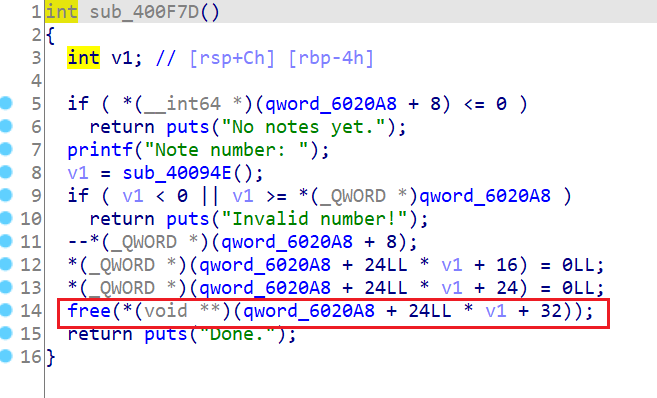 1 int sub_400F7D()
2 {
3   int v1; // [rsp+Ch] [rbp-4h]
4
5   if ( *(__int64 *)(qword_6020A8 + 8) <= 0 )
6     return puts("No notes yet.");
7   printf("Note number: ");
8   v1 = sub_40094E();
9   if ( v1 < 0 || v1 >= *(_QWORD *)qword_6020A8 )
10     return puts("Invalid number!");
11   --*(_QWORD *)(qword_6020A8 + 8);
12   *(_QWORD *)(qword_6020A8 + 24LL * v1 + 16) = 0LL;
13   *(_QWORD *)(qword_6020A8 + 24LL * v1 + 24) = 0LL;
14   free(*(void **)(qword_6020A8 + 24LL * v1 + 32));
15   return puts("Done.");
16 }